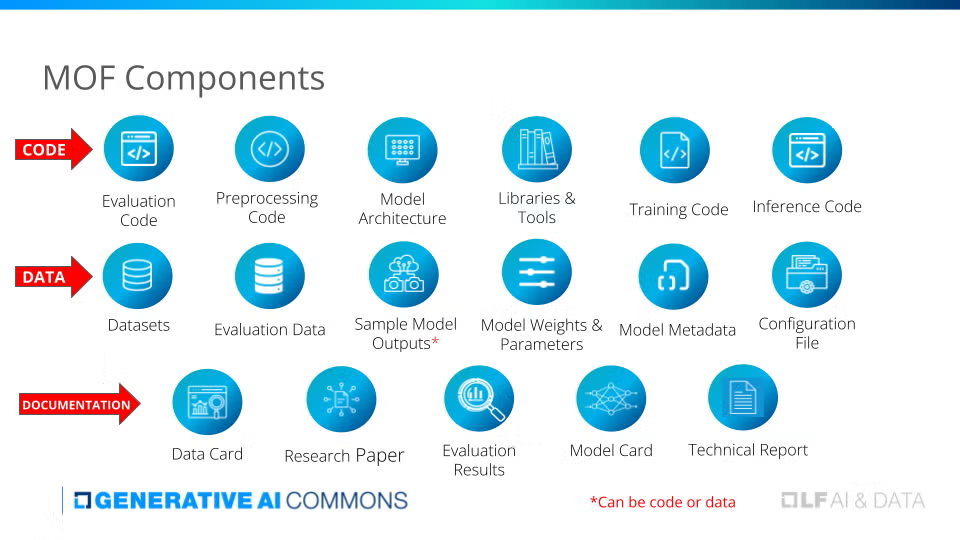 MOF Components
CODE
Evaluation
Code
Preprocessing
Code
Model
Architecture
Libraries &
Tools
Training Code
Inference Code
DATA
Datasets
Evaluation Data
Sample Model
Outputs*
Model Weights &
Parameters
Model Metadata
Configuration
File
DOCUMENTATION
Data Card
Research Paper
Evaluation
Results
Model Card
Technical Report
GENERATIVE AI COMMONS
*Can be code or data
LF AI & DATA